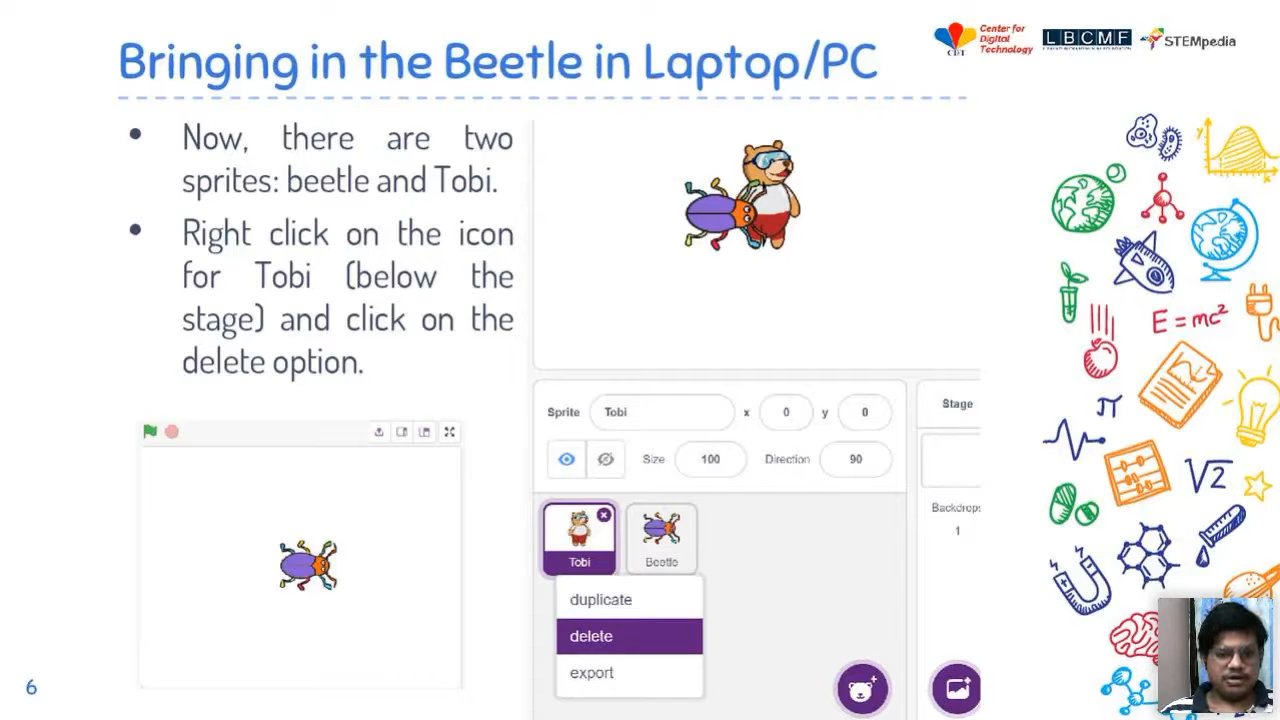 Bringing in the Beetle in Laptop/PC
Center for
Digital
Technology
CDT
LBCMF
STEMpedia
• Now, there are two
sprites: beetle and Tobi.
• Right click on the icon
for Tobi (below the
stage) and click on the
delete option.
Sprite Tobi x 0 y 0
Size 100 Direction 90
Tobi
Beetle
duplicate
delete
export
Stage
Backdrops
1
y
x
E = mc²
π
√2
6